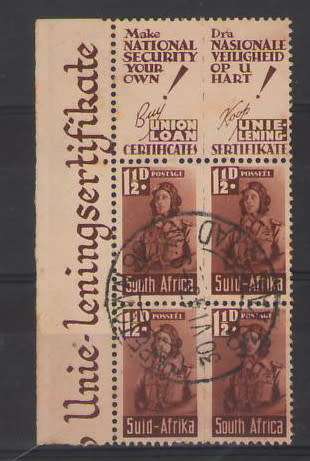 Unie-leningsertifikate
Make
NATIONAL
SECURITY
YOUR
OWN!
Buy
UNION
LOAN
CERTIFICATES
Dra
NASIONALE
VEILIGHEID
OP U
HART!
Koop
UNIE-
LENING-
SERTIFIKATE
1½D. POSTAGE
South Africa
1½D. POSSEËL
Suid-Afrika
1½D. POSSEËL
Suid-Afrika
1½D. POSTAGE
South Africa